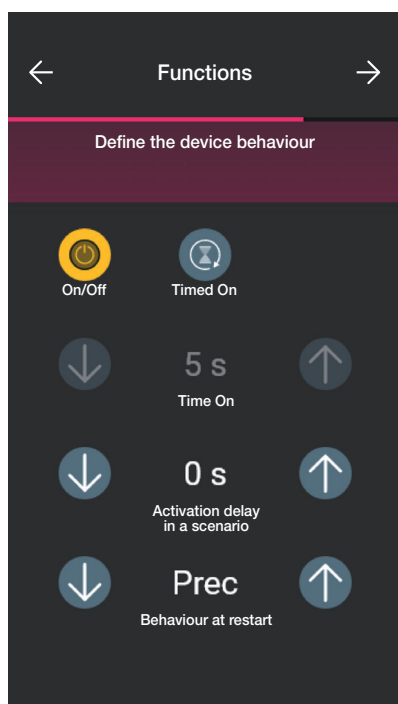 Functions
Define the device behaviour
On/Off
Timed On
5 s
Time On
0 s
Activation delay
in a scenario
Prec
Behaviour at restart